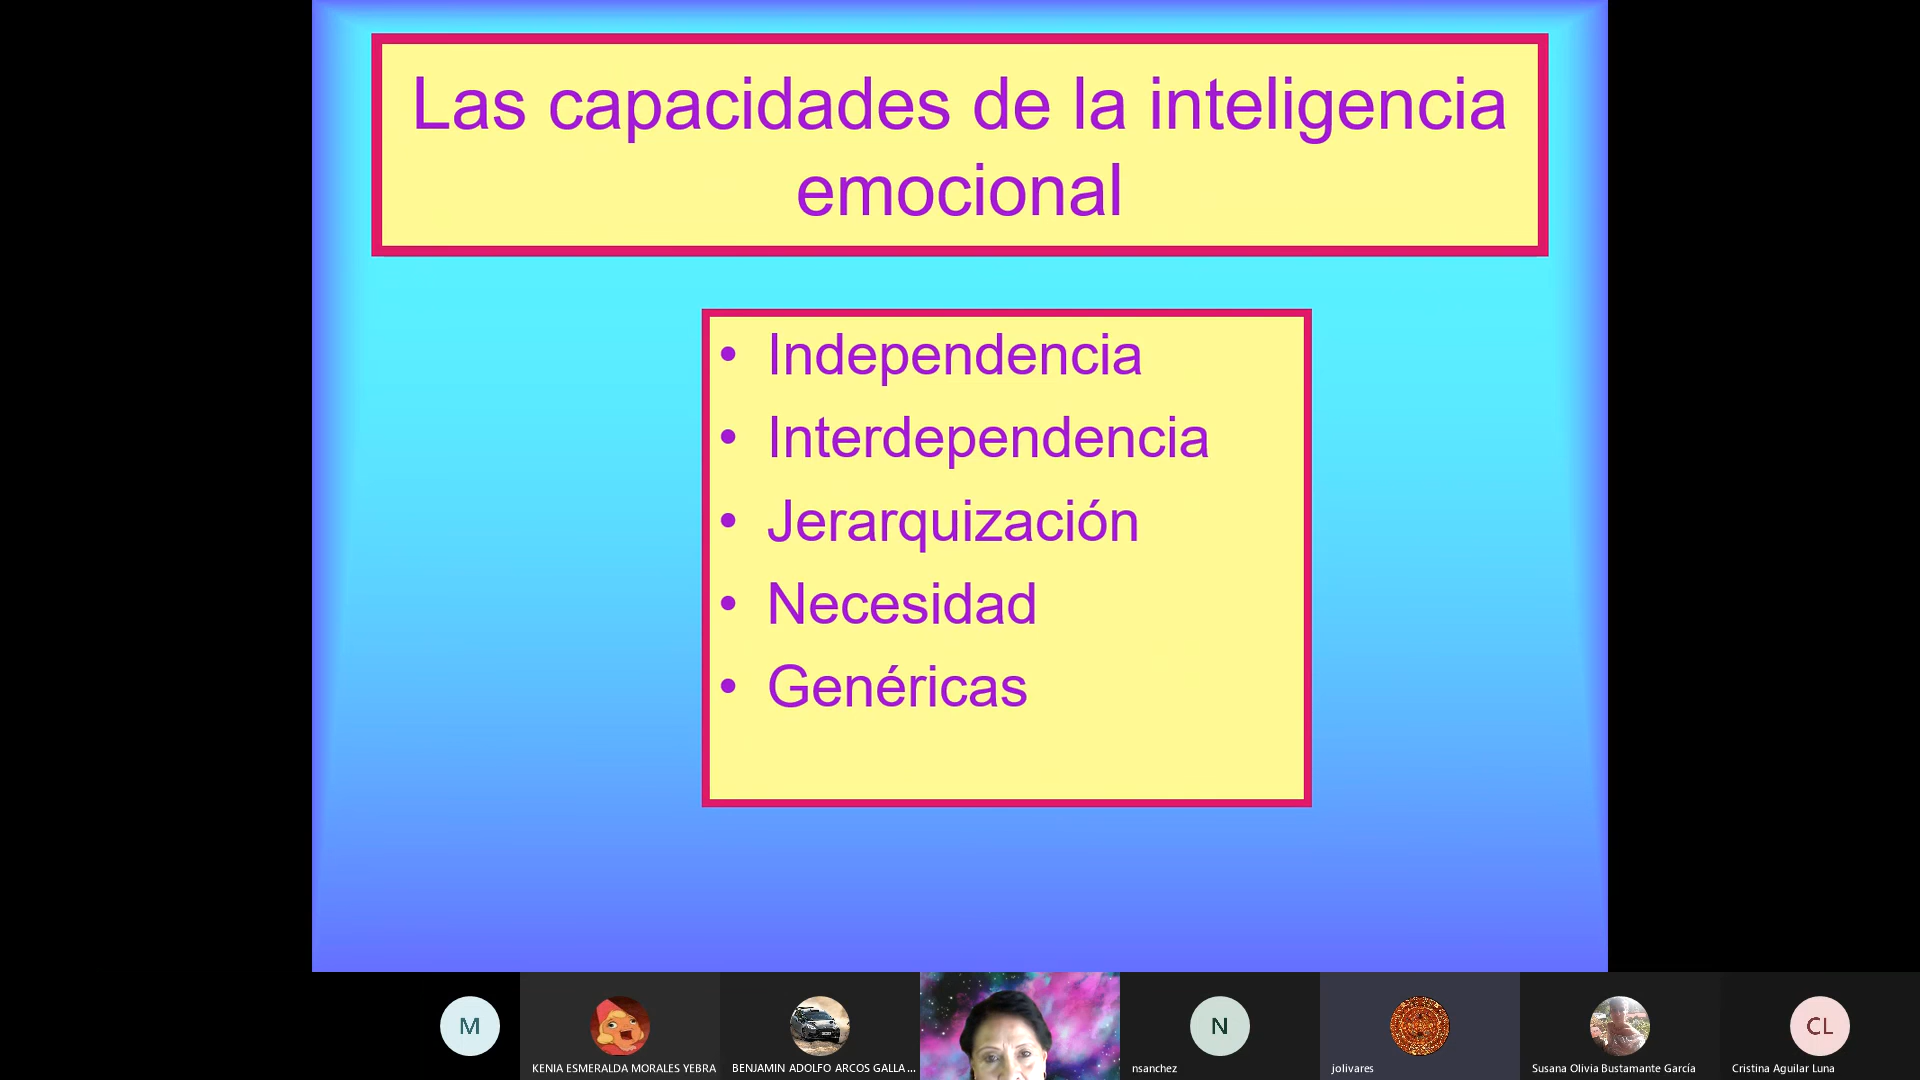 Las capacidades de la inteligencia
emocional
• Independencia
• Interdependencia
• Jerarquización
• Necesidad
• Genéricas
M
KENIA ESMERALDA MORALES YEBRA
BENJAMIN ADOLFO ARCOS GALLA...
N
nsanchez
jolivares
Susana Olivia Bustamante García
CL
Cristina Aguilar Luna